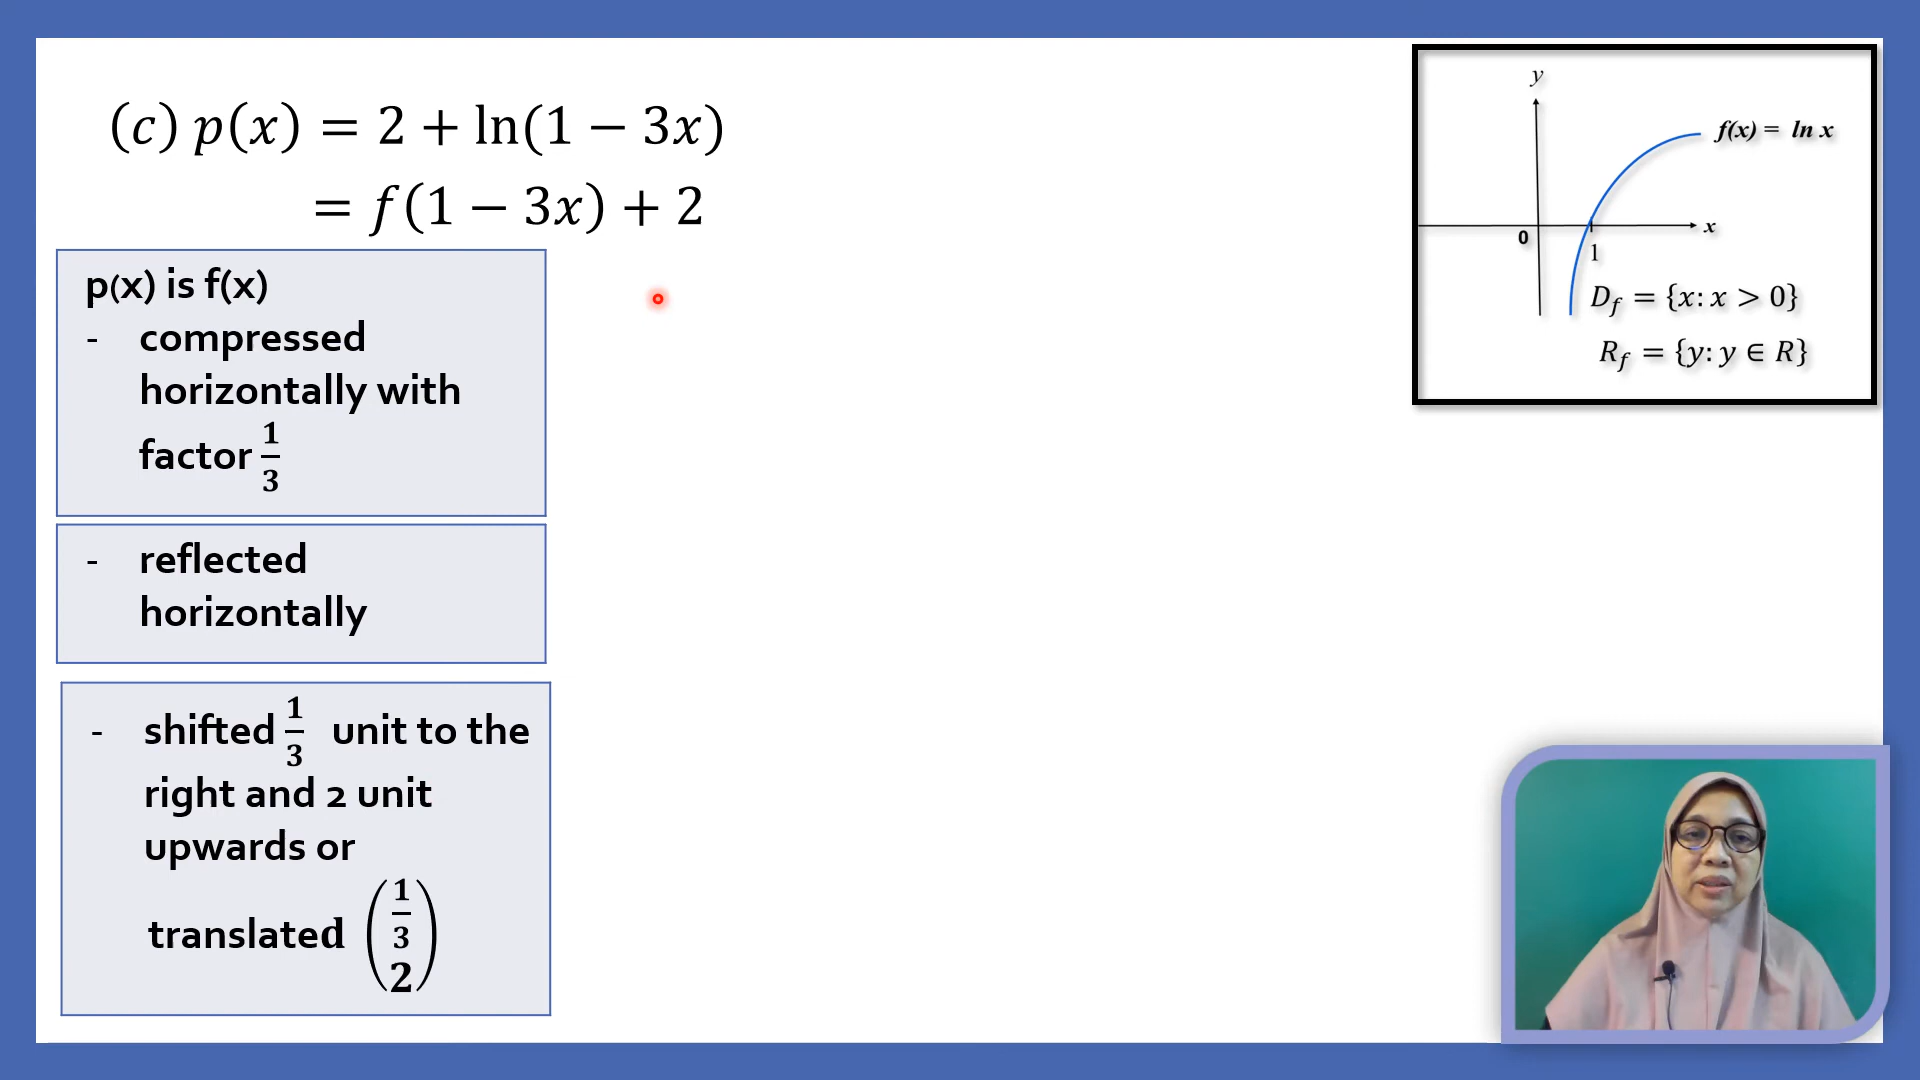 (c) p(x) = 2 + ln(1 − 3x)
= f(1 − 3x) + 2
p(x) is f(x)
- compressed
horizontally with
factor 1/3
- reflected
horizontally
- shifted 1/3 unit to the
right and 2 unit
upwards or
translated (1/3 2)
y
f(x) = ln x
x
0
1
D_f = {x: x > 0}
R_f = {y: y ∈ R}